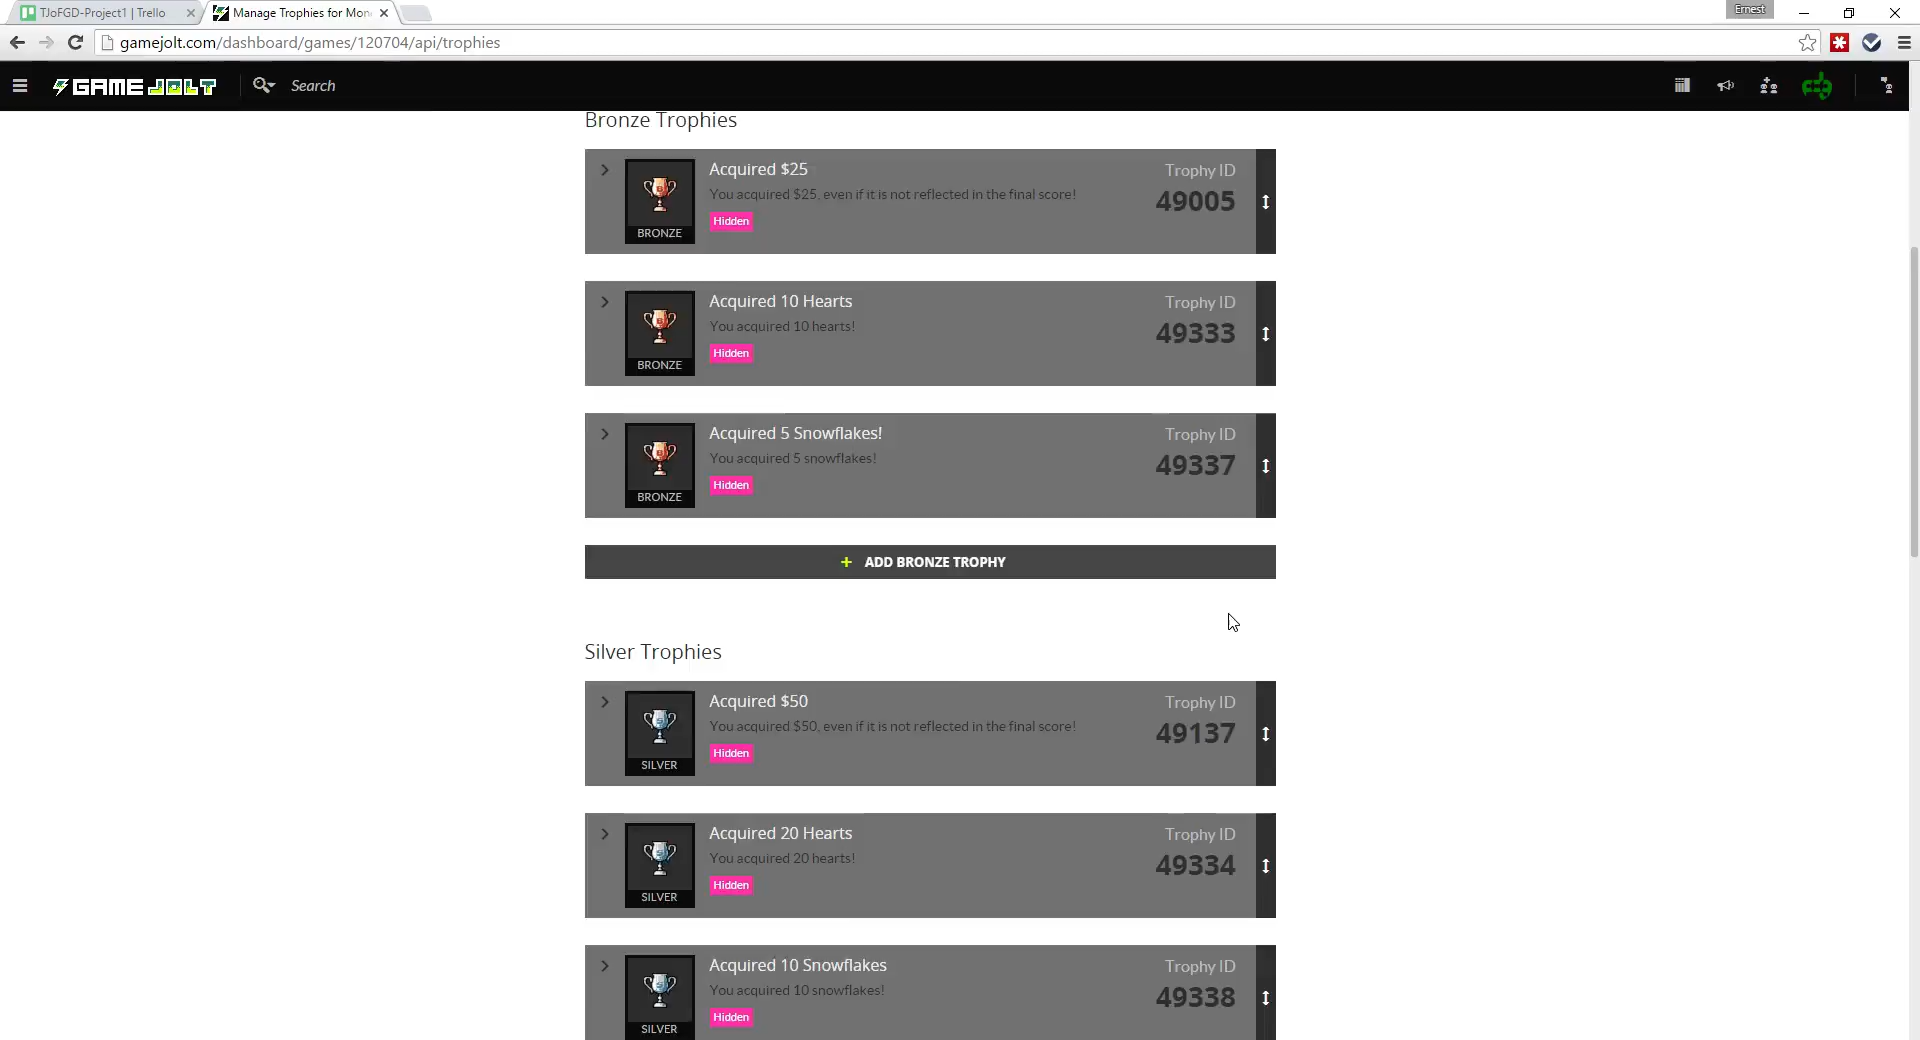 TJoFGD-Project1 | Trello
Manage Trophies for Mon
Ernest
gamejolt.com/dashboard/games/120704/api/trophies
GAME JOLT
Search
Bronze Trophies
Acquired $25
You acquired $25, even if it is not reflected in the final score!
Hidden
BRONZE
Trophy ID
49005
Acquired 10 Hearts
You acquired 10 hearts!
Hidden
BRONZE
Trophy ID
49333
Acquired 5 Snowflakes!
You acquired 5 snowflakes!
Hidden
BRONZE
Trophy ID
49337
+ ADD BRONZE TROPHY
Silver Trophies
Acquired $50
You acquired $50, even if it is not reflected in the final score!
Hidden
SILVER
Trophy ID
49137
Acquired 20 Hearts
You acquired 20 hearts!
Hidden
SILVER
Trophy ID
49334
Acquired 10 Snowflakes
You acquired 10 snowflakes!
Hidden
SILVER
Trophy ID
49338